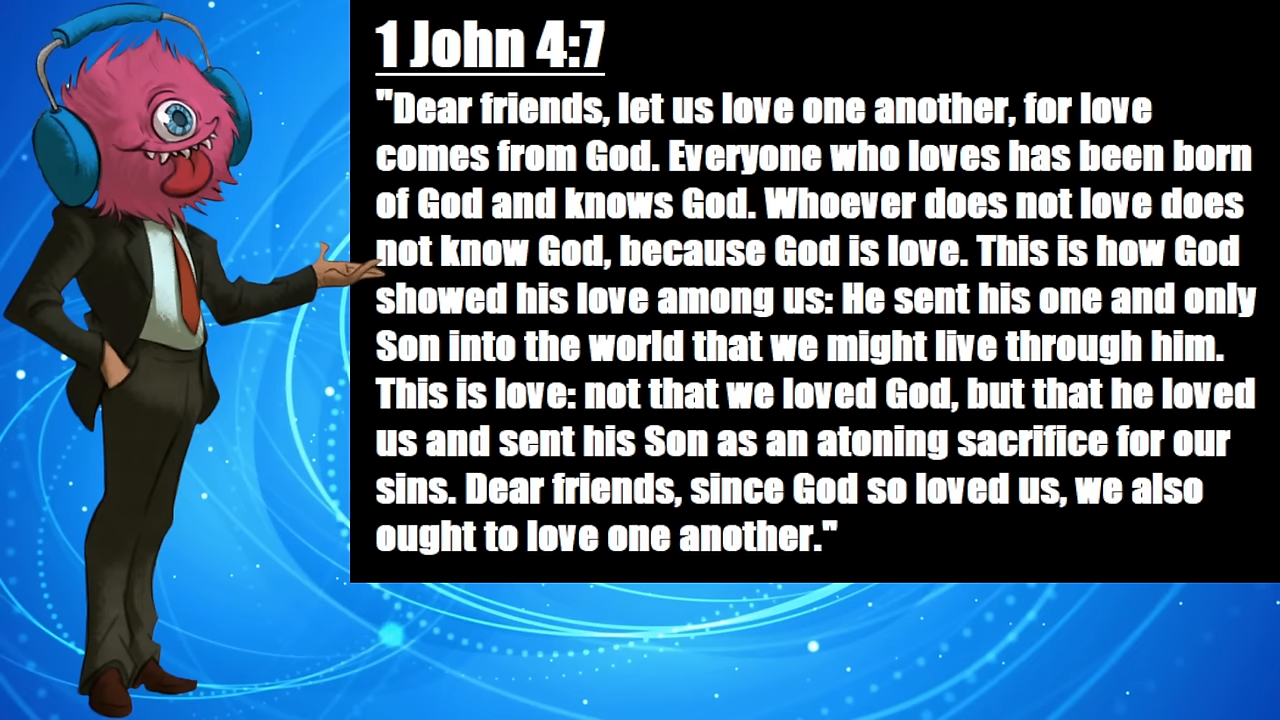 1 John 4:7
"Dear friends, let us love one another, for love
comes from God. Everyone who loves has been born
of God and knows God. Whoever does not love does
not know God, because God is love. This is how God
showed his love among us: He sent his one and only
Son into the world that we might live through him.
This is love: not that we loved God, but that he loved
us and sent his Son as an atoning sacrifice for our
sins. Dear friends, since God so loved us, we also
ought to love one another."